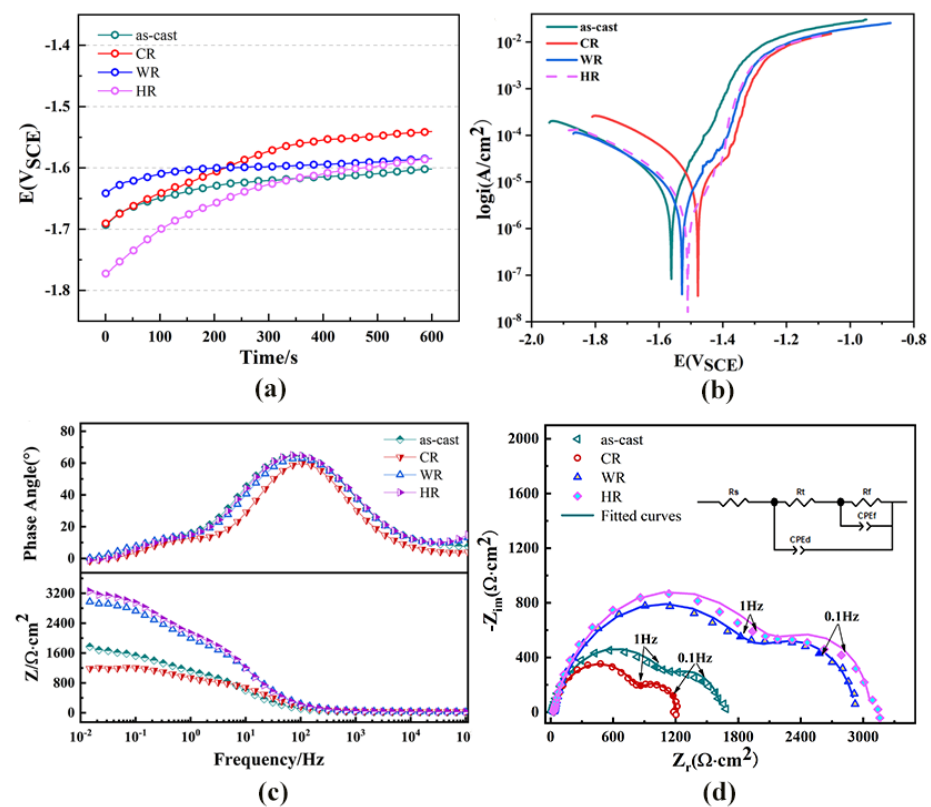 -1.4
-1.5
-1.6
-1.7
-1.8
E(V_SCE)
as-cast
CR
WR
HR
0
100
200
300
400
500
600
Time/s
(a)
10⁻²
10⁻³
10⁻⁴
10⁻⁵
10⁻⁶
10⁻⁷
10⁻⁸
logi(A/cm²)
as-cast
CR
WR
HR
-2.0
-1.8
-1.6
-1.4
-1.2
-1.0
-0.8
E(V_SCE)
(b)
80
60
40
20
0
Phase Angle(°)
as-cast
CR
WR
HR
3200
2400
1600
800
0
Z/Ω·cm²
10⁻²
10⁻¹
10⁰
10¹
10²
10³
10⁴
10
Frequency/Hz
(c)
2000
1600
1200
800
400
0
-Z_im(Ω·cm²)
as-cast
CR
WR
HR
Fitted curves
Rs
Rt
Rf
CPEf
CPEd
1Hz
0.1Hz
1Hz
0.1Hz
0
600
1200
1800
2400
3000
Z_r(Ω·cm²)
(d)